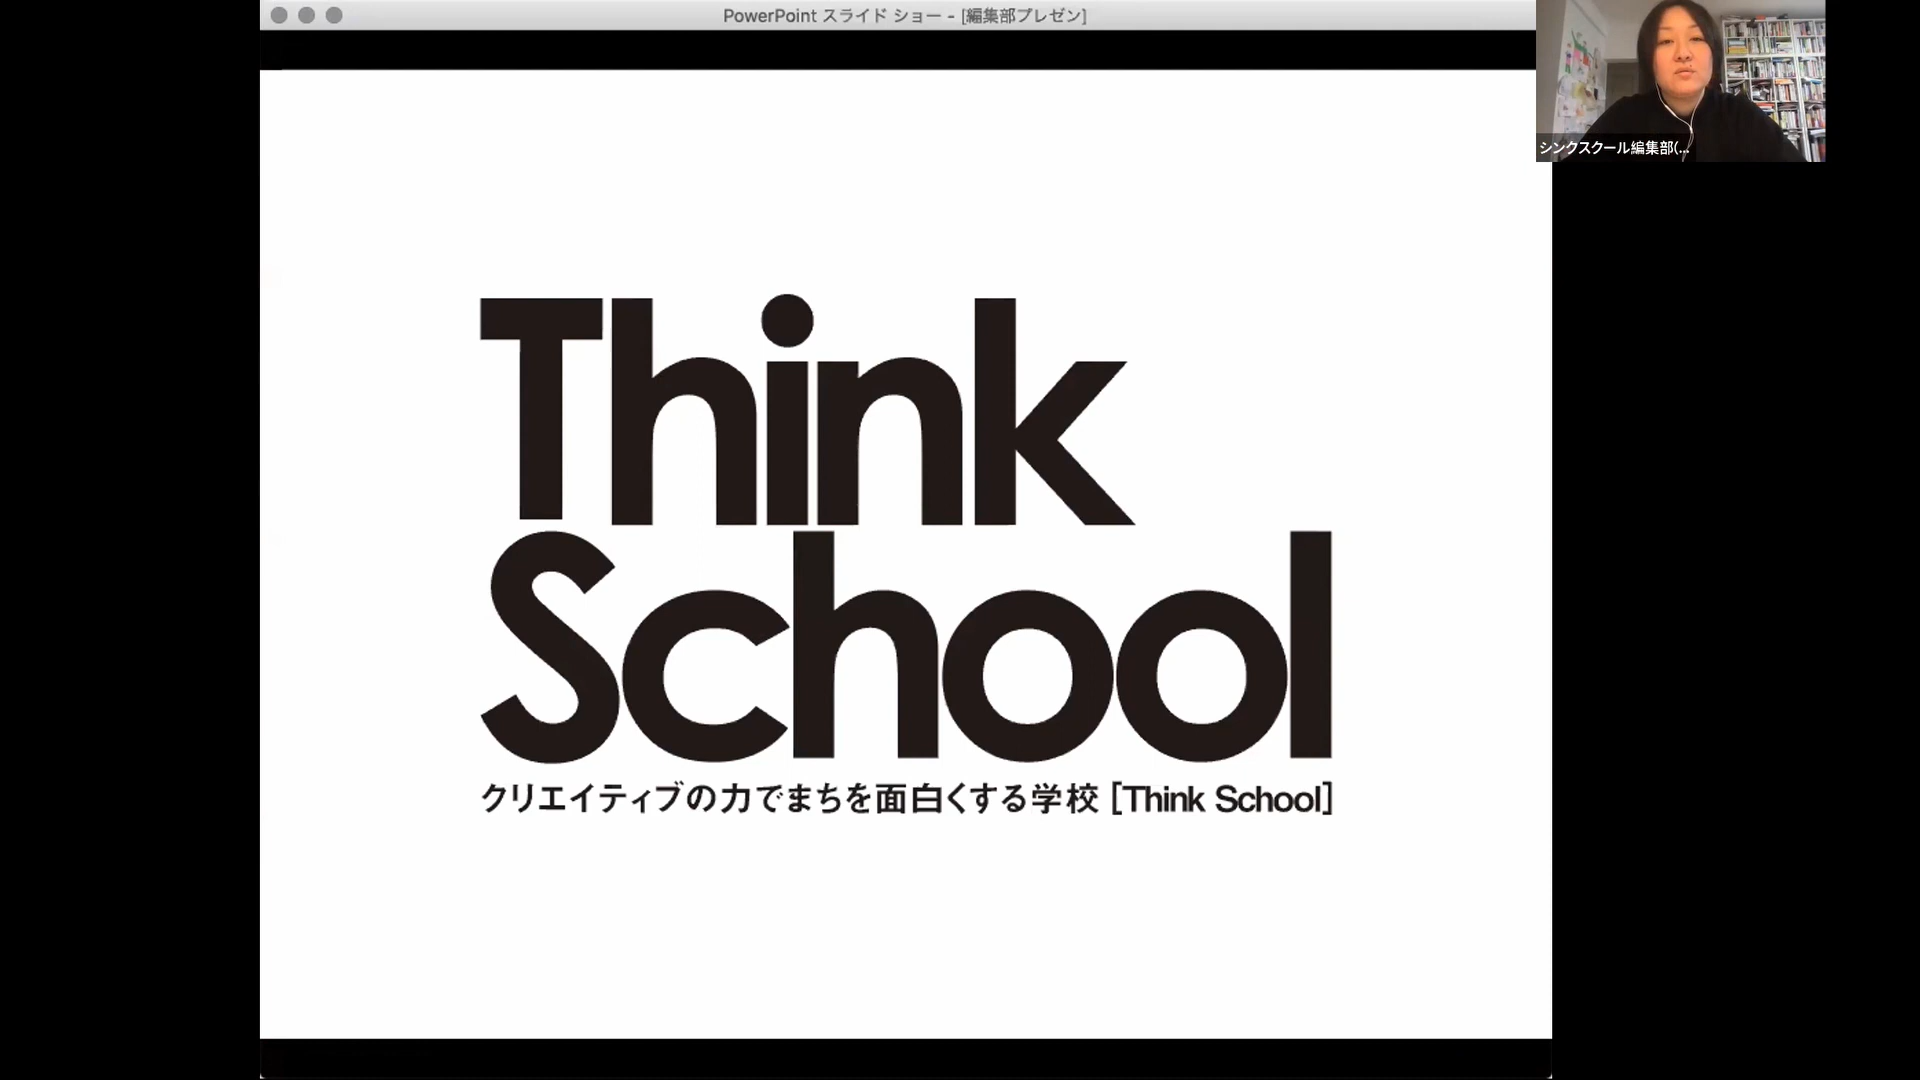 PowerPoint スライド ショー - [編集部プレゼン]
シンクスクール編集部(...
Think
School
クリエイティブの力でまちを面白くする学校 [Think School]